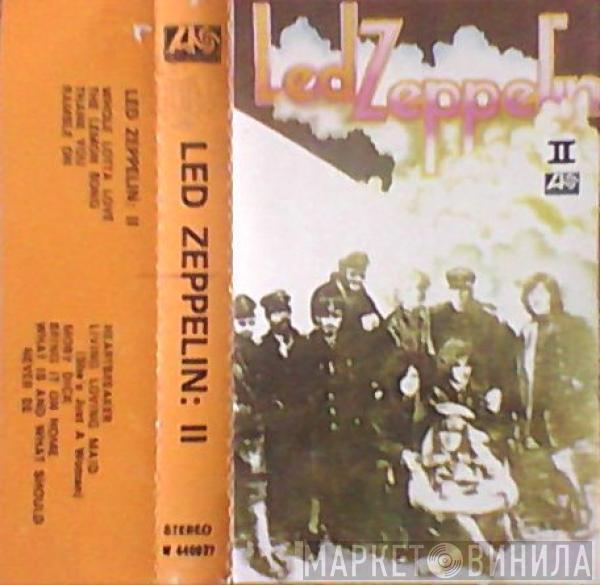 LED ZEPPELIN: II
WHOLE LOTTA LOVE
THE LEMON SONG
THANK YOU
RAMBLE ON
HEARTBREAKER
LIVING LOVING MAID
(She's Just A Woman)
MOBY DICK
BRING IT ON HOME
WHAT IS AND WHAT SHOULD
NEVER BE
LED ZEPPELIN: II
STEREO
Led Zeppelin
II
МАРКЕТ ВИНИЛА